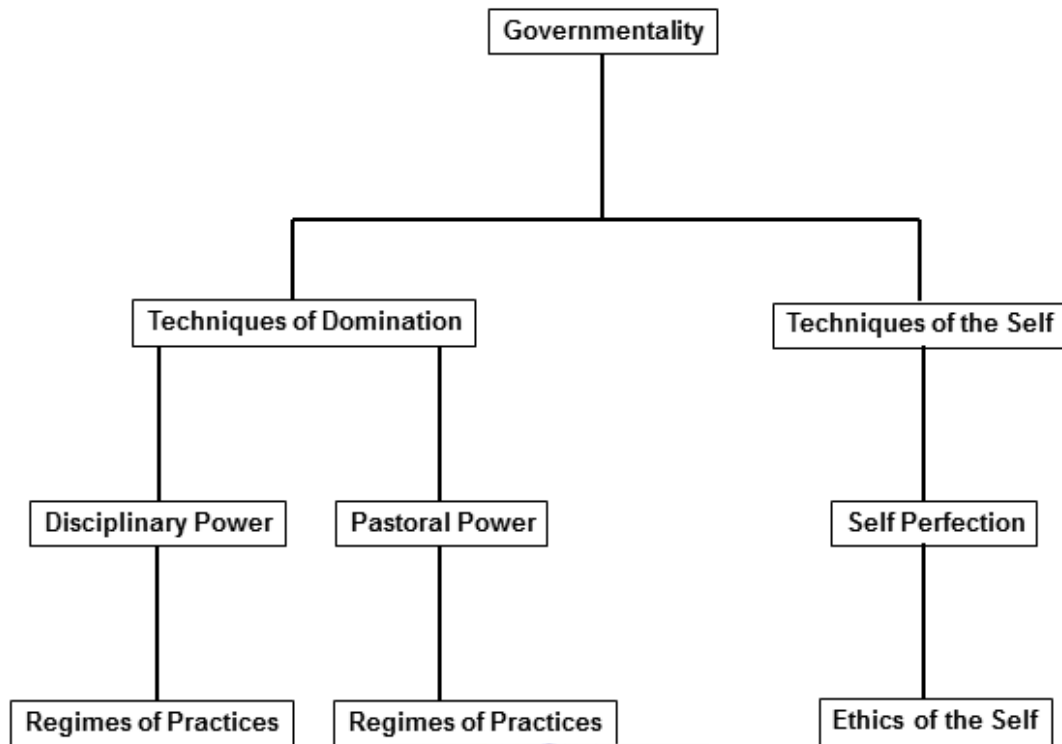 Governmentality
Techniques of Domination
Techniques of the Self
Disciplinary Power
Pastoral Power
Self Perfection
Regimes of Practices
Regimes of Practices
Ethics of the Self